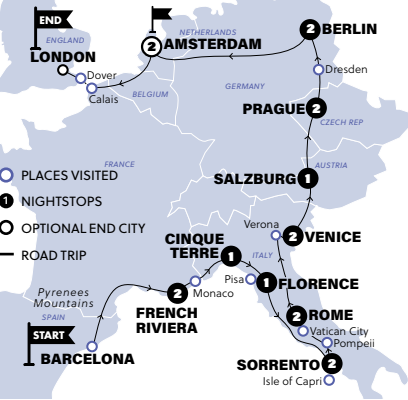 END
ENGLAND
LONDON
Dover
Calais
NETHERLANDS
2
AMSTERDAM
BELGIUM
2
BERLIN
Dresden
GERMANY
PRAGUE
2
CZECH REP
FRANCE
AUSTRIA
SALZBURG
1
PLACES VISITED
1
NIGHTSTOPS
OPTIONAL END CITY
ROAD TRIP
Verona
2
VENICE
CINQUE
TERRE
1
ITALY
Pisa
1
FLORENCE
Pyrenees
Mountains
2
Monaco
FRENCH
RIVIERA
SPAIN
START
BARCELONA
2
ROME
Vatican City
Pompeii
SORRENTO
2
Isle of Capri